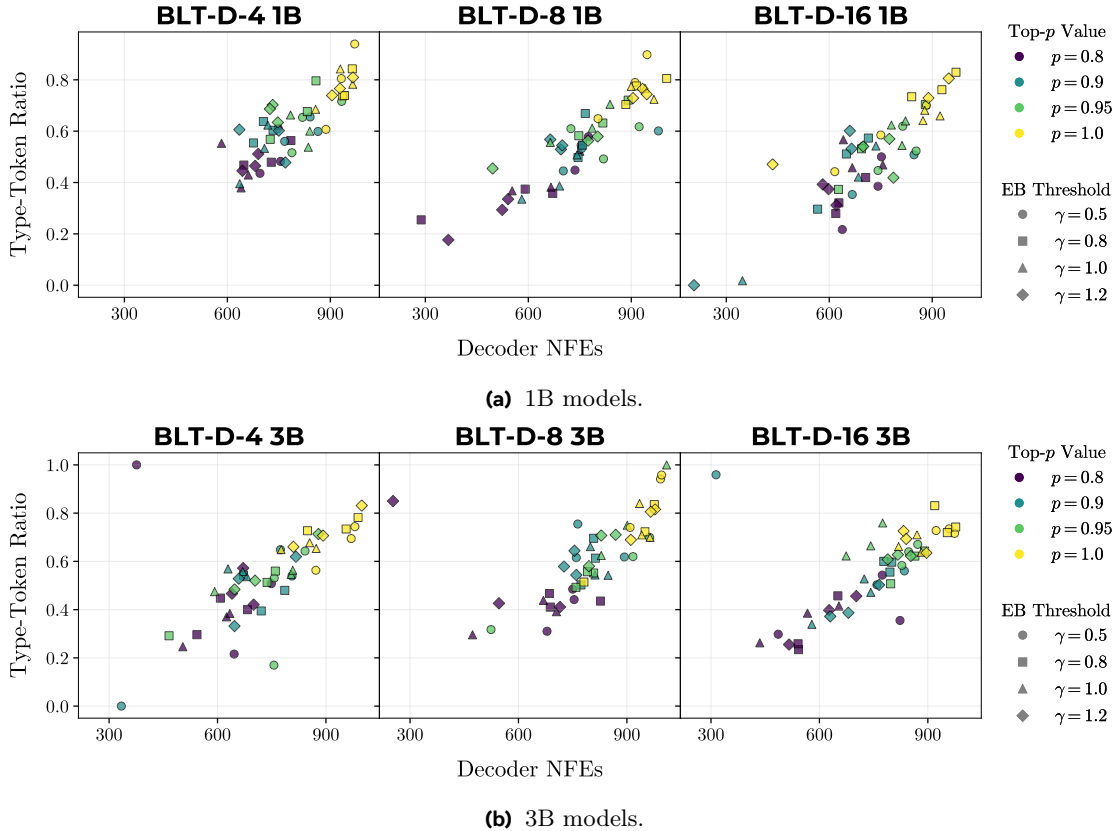 BLT-D-4 1B
BLT-D-8 1B
BLT-D-16 1B
Type-Token Ratio
0.8
0.6
0.4
0.2
0.0
300 600 900
300 600 900
300 600 900
Decoder NFEs
Top-p Value
p = 0.8
p = 0.9
p = 0.95
p = 1.0
EB Threshold
γ = 0.5
γ = 0.8
γ = 1.0
γ = 1.2
(a) 1B models.
BLT-D-4 3B
BLT-D-8 3B
BLT-D-16 3B
Type-Token Ratio
1.0
0.8
0.6
0.4
0.2
0.0
300 600 900
300 600 900
300 600 900
Decoder NFEs
Top-p Value
p = 0.8
p = 0.9
p = 0.95
p = 1.0
EB Threshold
γ = 0.5
γ = 0.8
γ = 1.0
γ = 1.2
(b) 3B models.